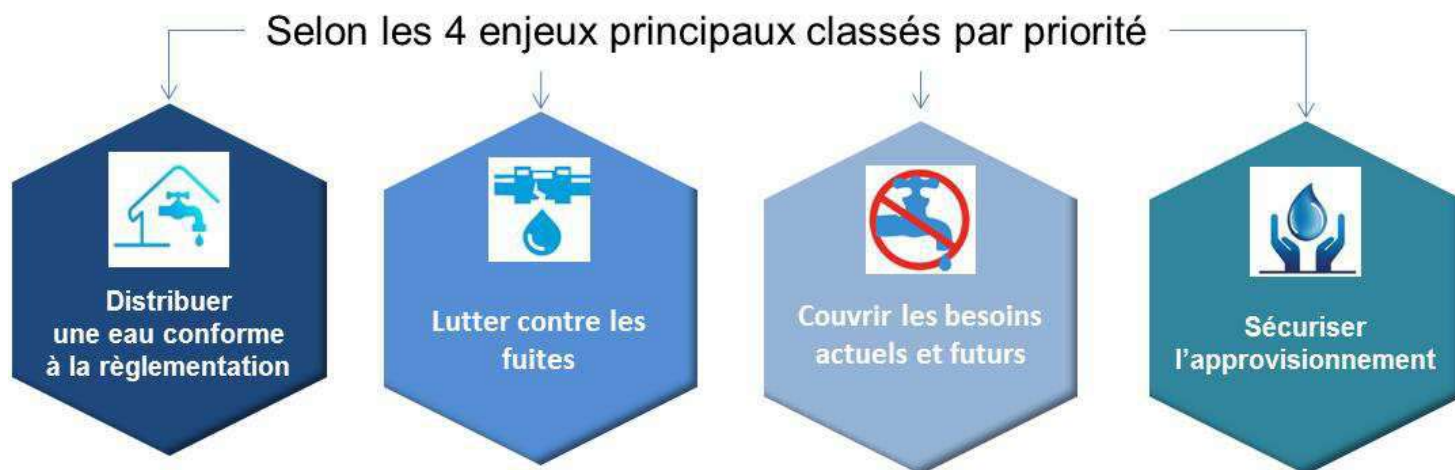 Selon les 4 enjeux principaux classés par priorité
Distribuer
une eau conforme
à la règlementation
Lutter contre les
fuites
Couvrir les besoins
actuels et futurs
Sécuriser
l'approvisionnement